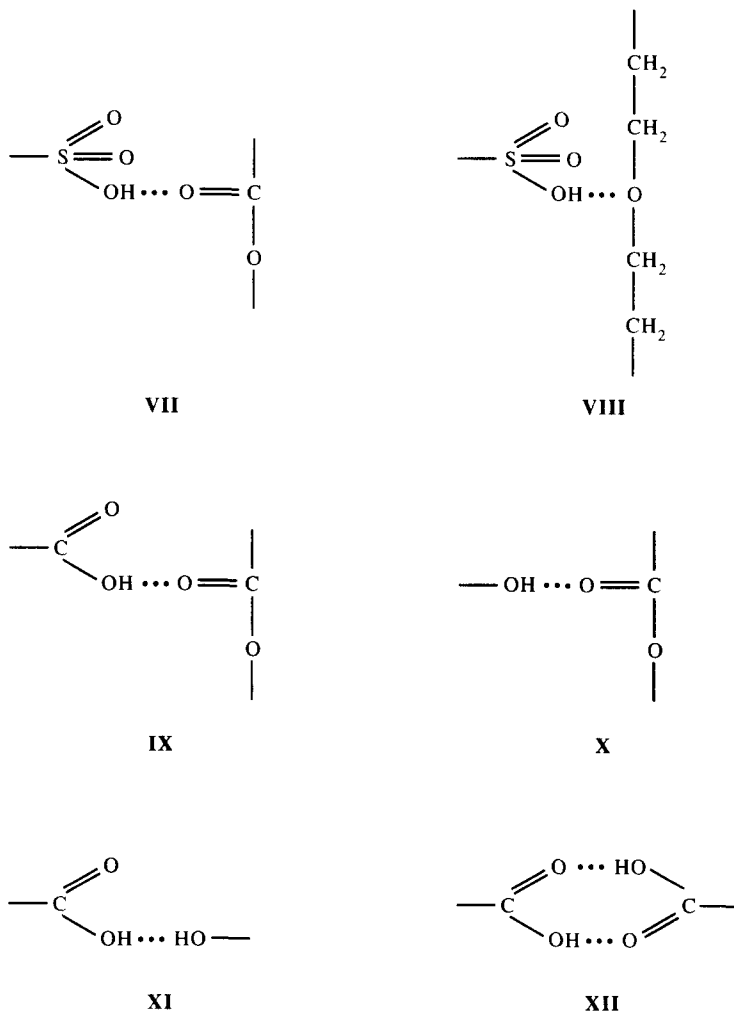 O
S O
OH ··· O C
O
VII
CH2
CH2
O
S O
OH ··· O
CH2
CH2
VIII
O
C
OH ··· O C
O
IX
OH ··· O C
O
X
O
C
OH ··· HO
XI
O ··· HO
C C
OH ··· O
XII